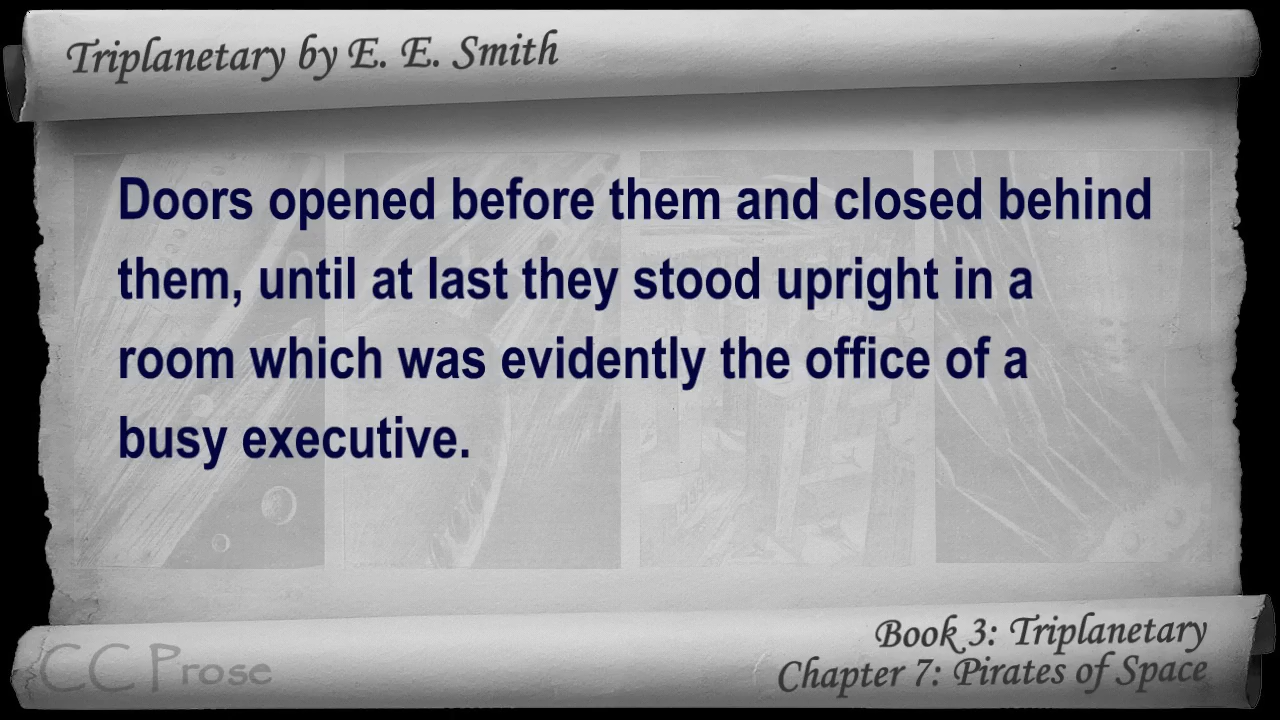 Triplanetary by E. E. Smith
Doors opened before them and closed behind
them, until at last they stood upright in a
room which was evidently the office of a
busy executive.
Book 3: Triplanetary
Chapter 7: Pirates of Space
CC Prose